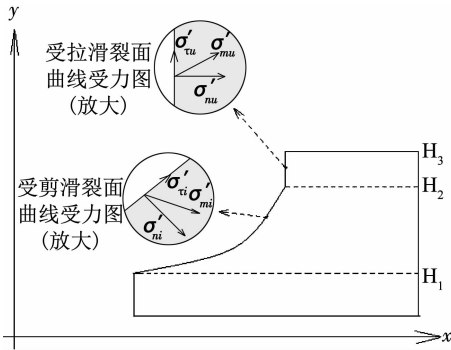 y
受拉滑裂面
曲线受力图
(放大)
σ′τu
σ′mu
σ′nu
受剪滑裂面
曲线受力图
(放大)
σ′τi
σ′mi
σ′ni
H3
H2
H1
x